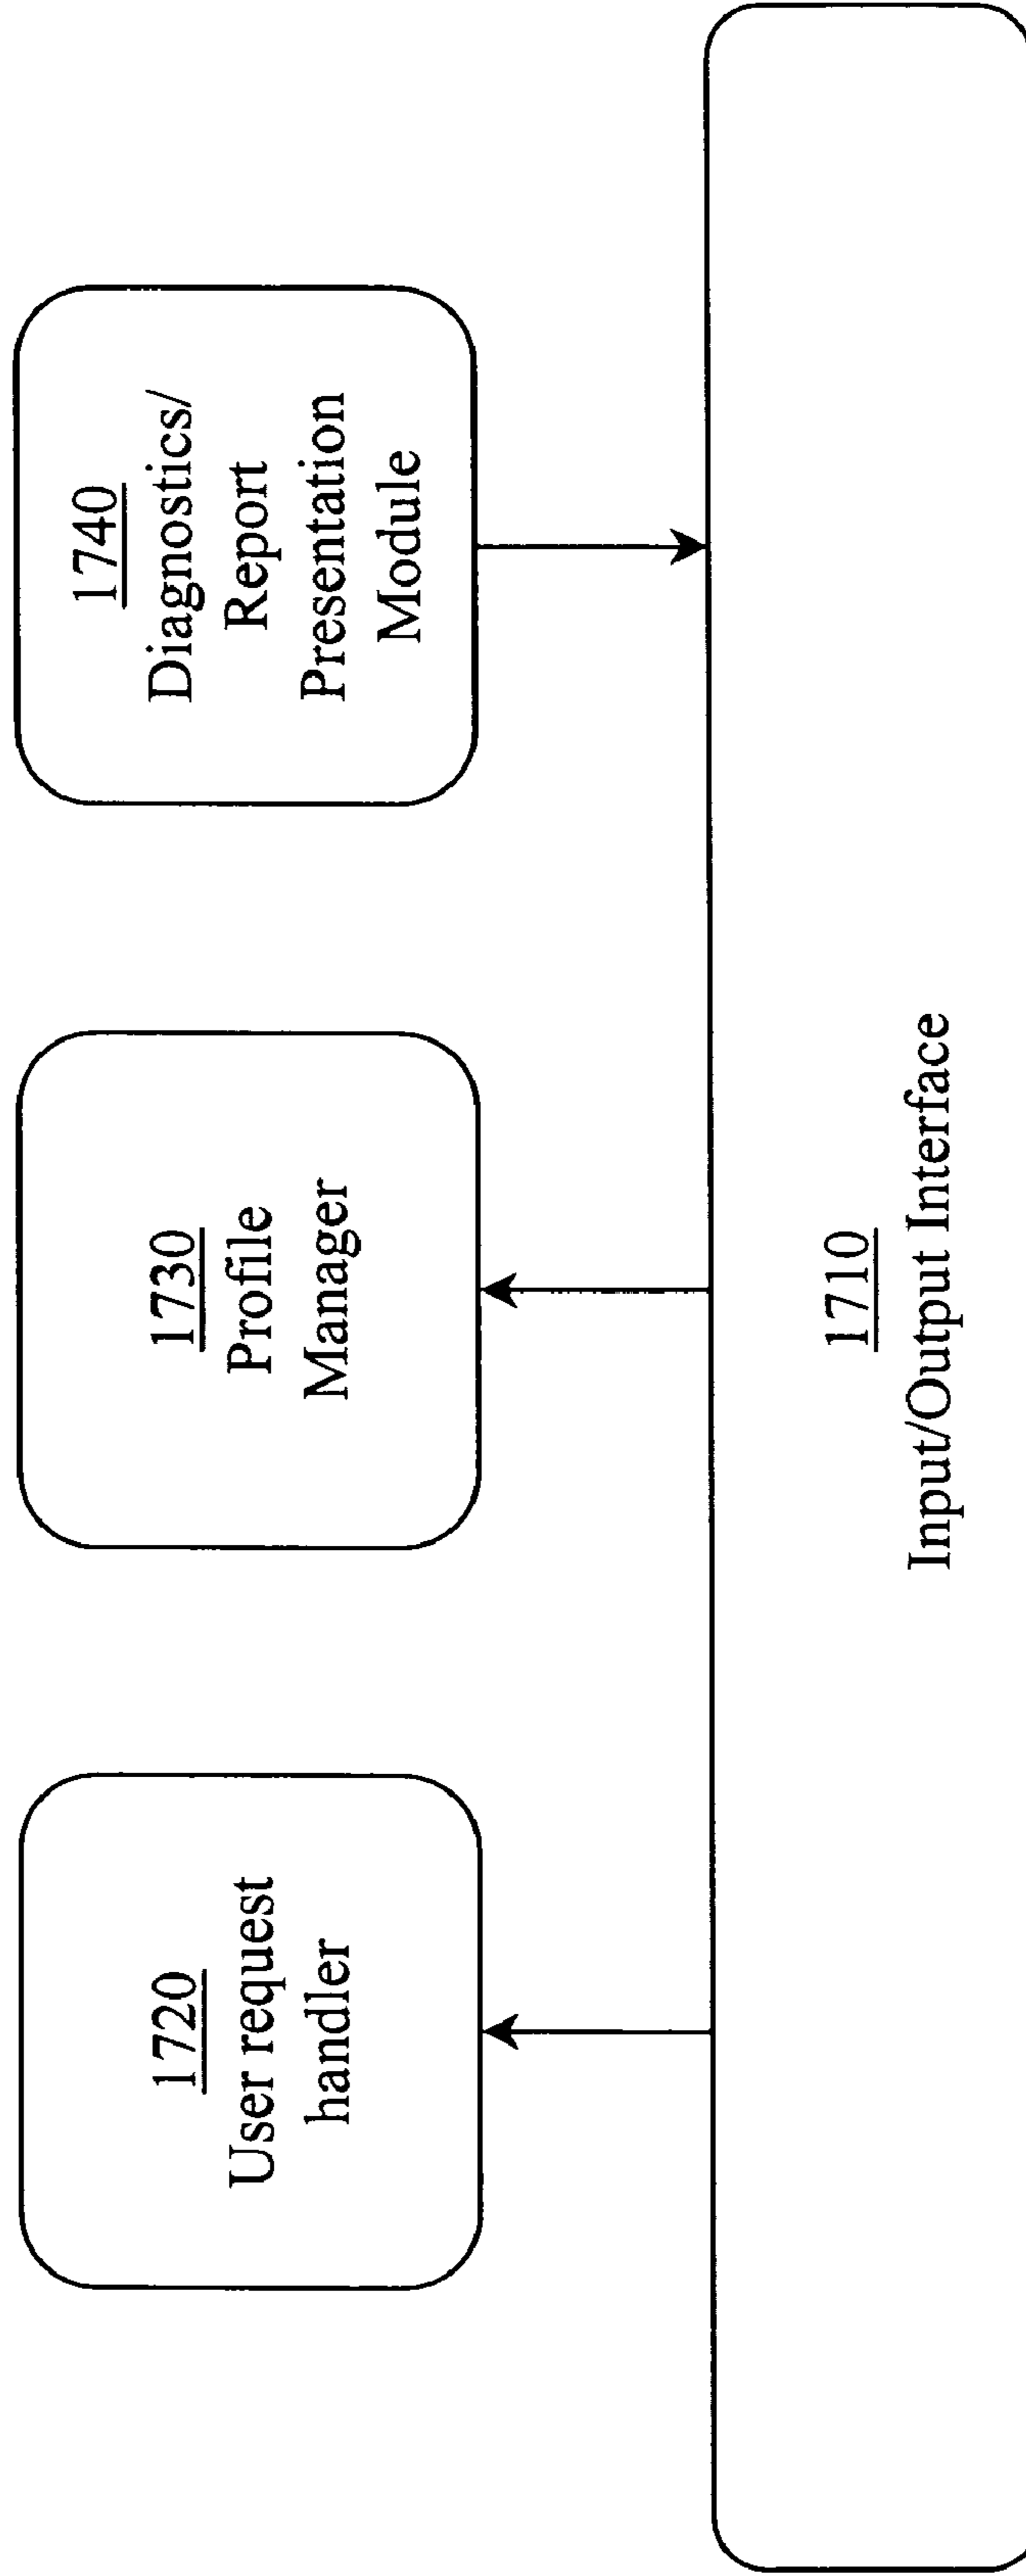 1720
User request
handler
1730
Profile
Manager
1740
Diagnostics/
Report
Presentation
Module
1710
Input/Output Interface